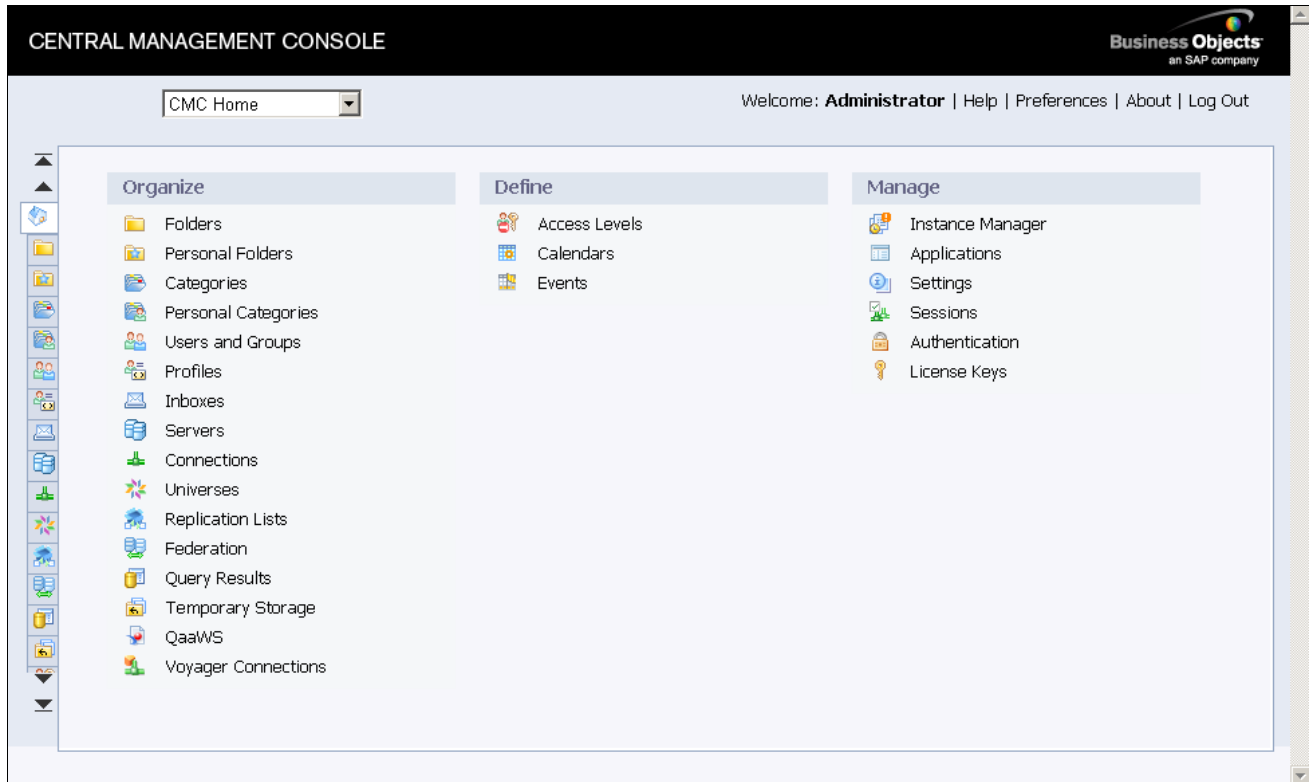 CENTRAL MANAGEMENT CONSOLE
Business Objects
an SAP company
CMC Home
Welcome: Administrator | Help | Preferences | About | Log Out
Organize
Folders
Personal Folders
Categories
Personal Categories
Users and Groups
Profiles
Inboxes
Servers
Connections
Universes
Replication Lists
Federation
Query Results
Temporary Storage
QaaWS
Voyager Connections
Define
Access Levels
Calendars
Events
Manage
Instance Manager
Applications
Settings
Sessions
Authentication
License Keys